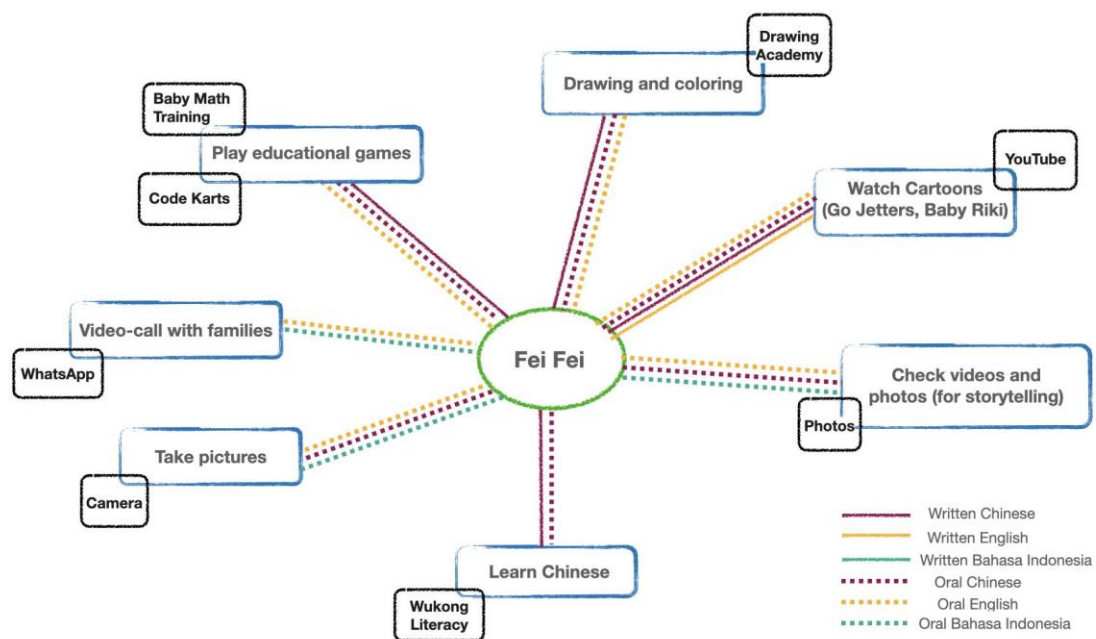 Drawing
Academy
Drawing and coloring
Baby Math
Training
Play educational games
Code Karts
YouTube
Watch Cartoons
(Go Jetters, Baby Riki)
Video-call with families
WhatsApp
Fei Fei
Check videos and
photos (for storytelling)
Photos
Take pictures
Camera
Learn Chinese
Wukong
Literacy
Written Chinese
Written English
Written Bahasa Indonesia
Oral Chinese
Oral English
Oral Bahasa Indonesia